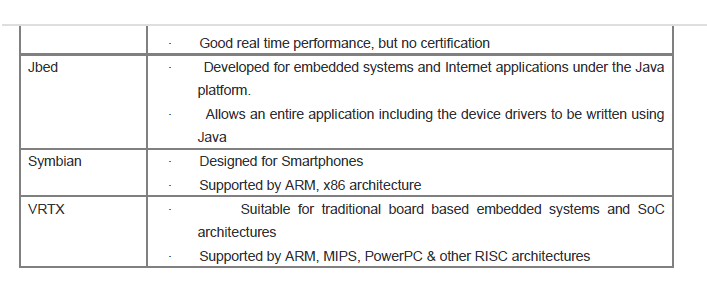 · Good real time performance, but no certification
Jbed
· Developed for embedded systems and Internet applications under the Java
platform.
· Allows an entire application including the device drivers to be written using
Java
Symbian
· Designed for Smartphones
· Supported by ARM, x86 architecture
VRTX
· Suitable for traditional board based embedded systems and SoC
architectures
· Supported by ARM, MIPS, PowerPC & other RISC architectures